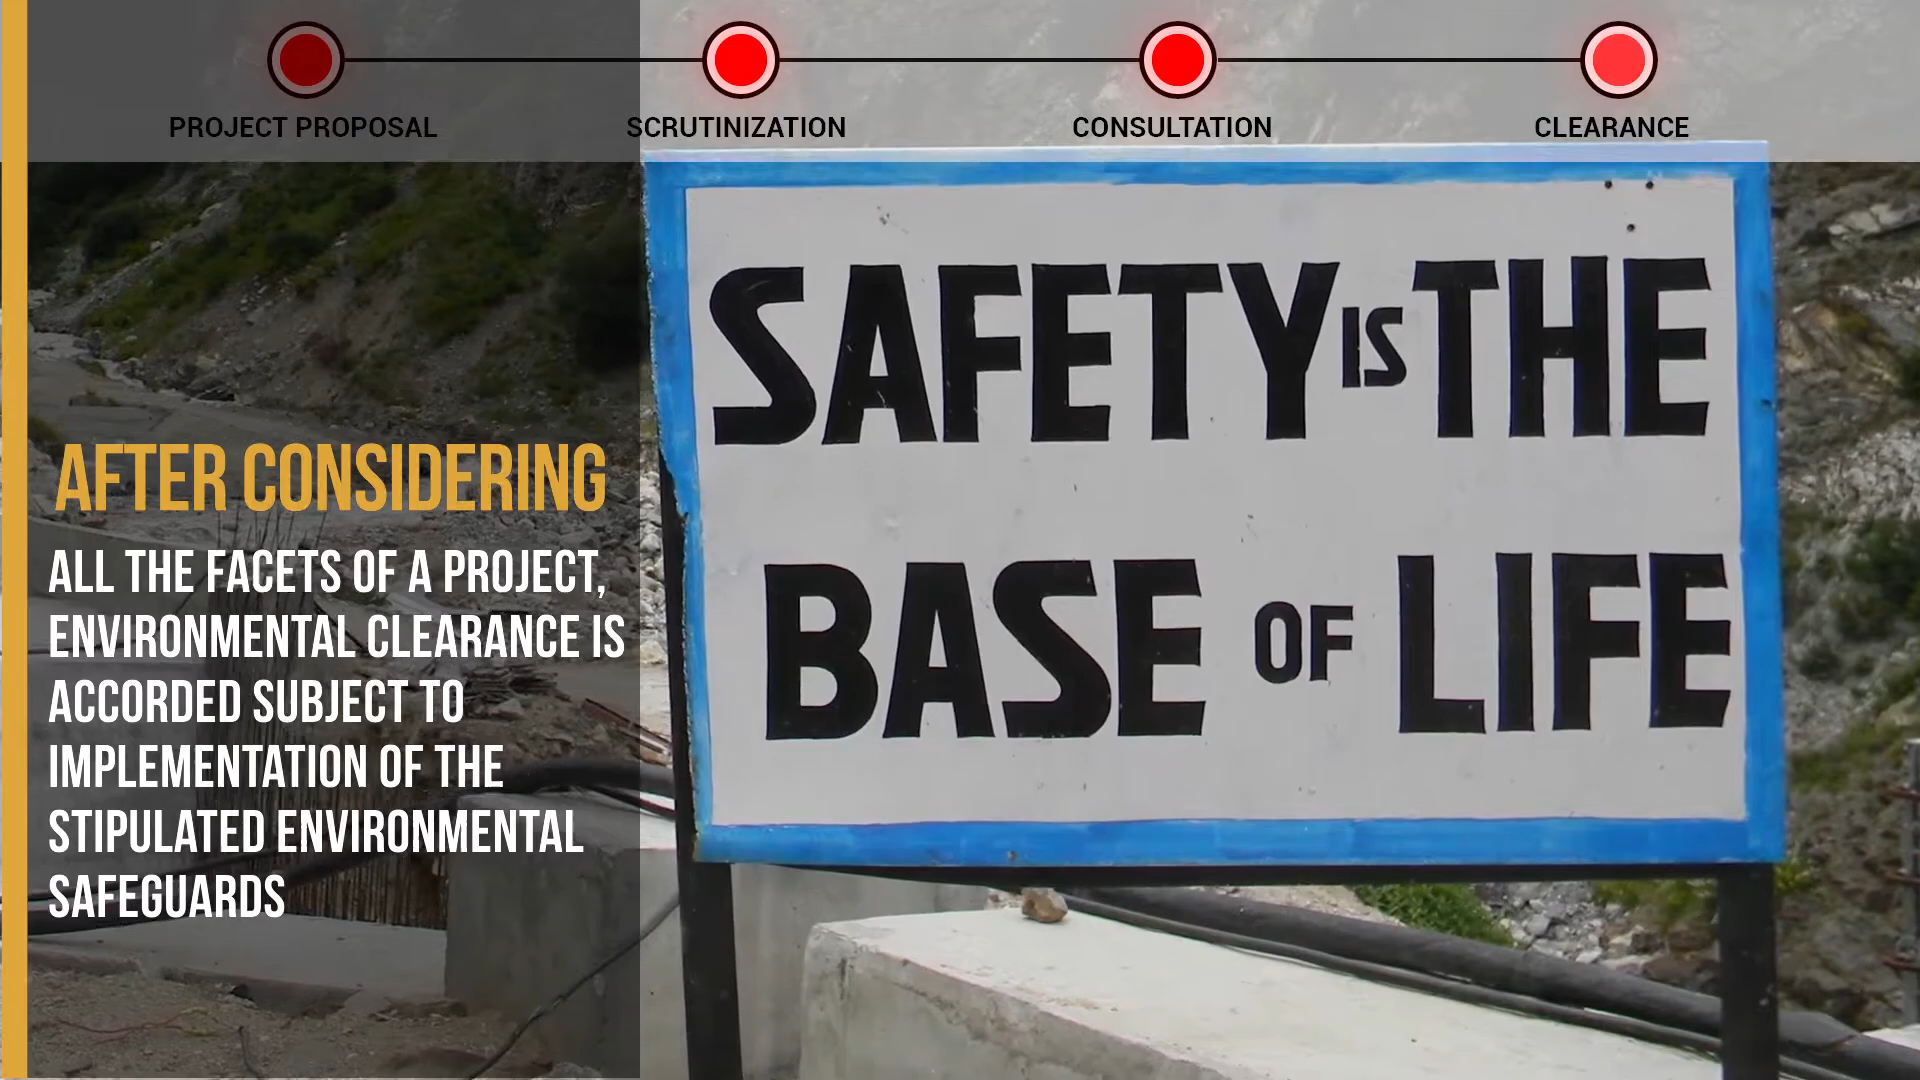 PROJECT PROPOSAL
SCRUTINIZATION
CONSULTATION
CLEARANCE
AFTER CONSIDERING
ALL THE FACETS OF A PROJECT,
ENVIRONMENTAL CLEARANCE IS
ACCORDED SUBJECT TO
IMPLEMENTATION OF THE
STIPULATED ENVIRONMENTAL
SAFEGUARDS
SAFETY IS THE
BASE OF LIFE